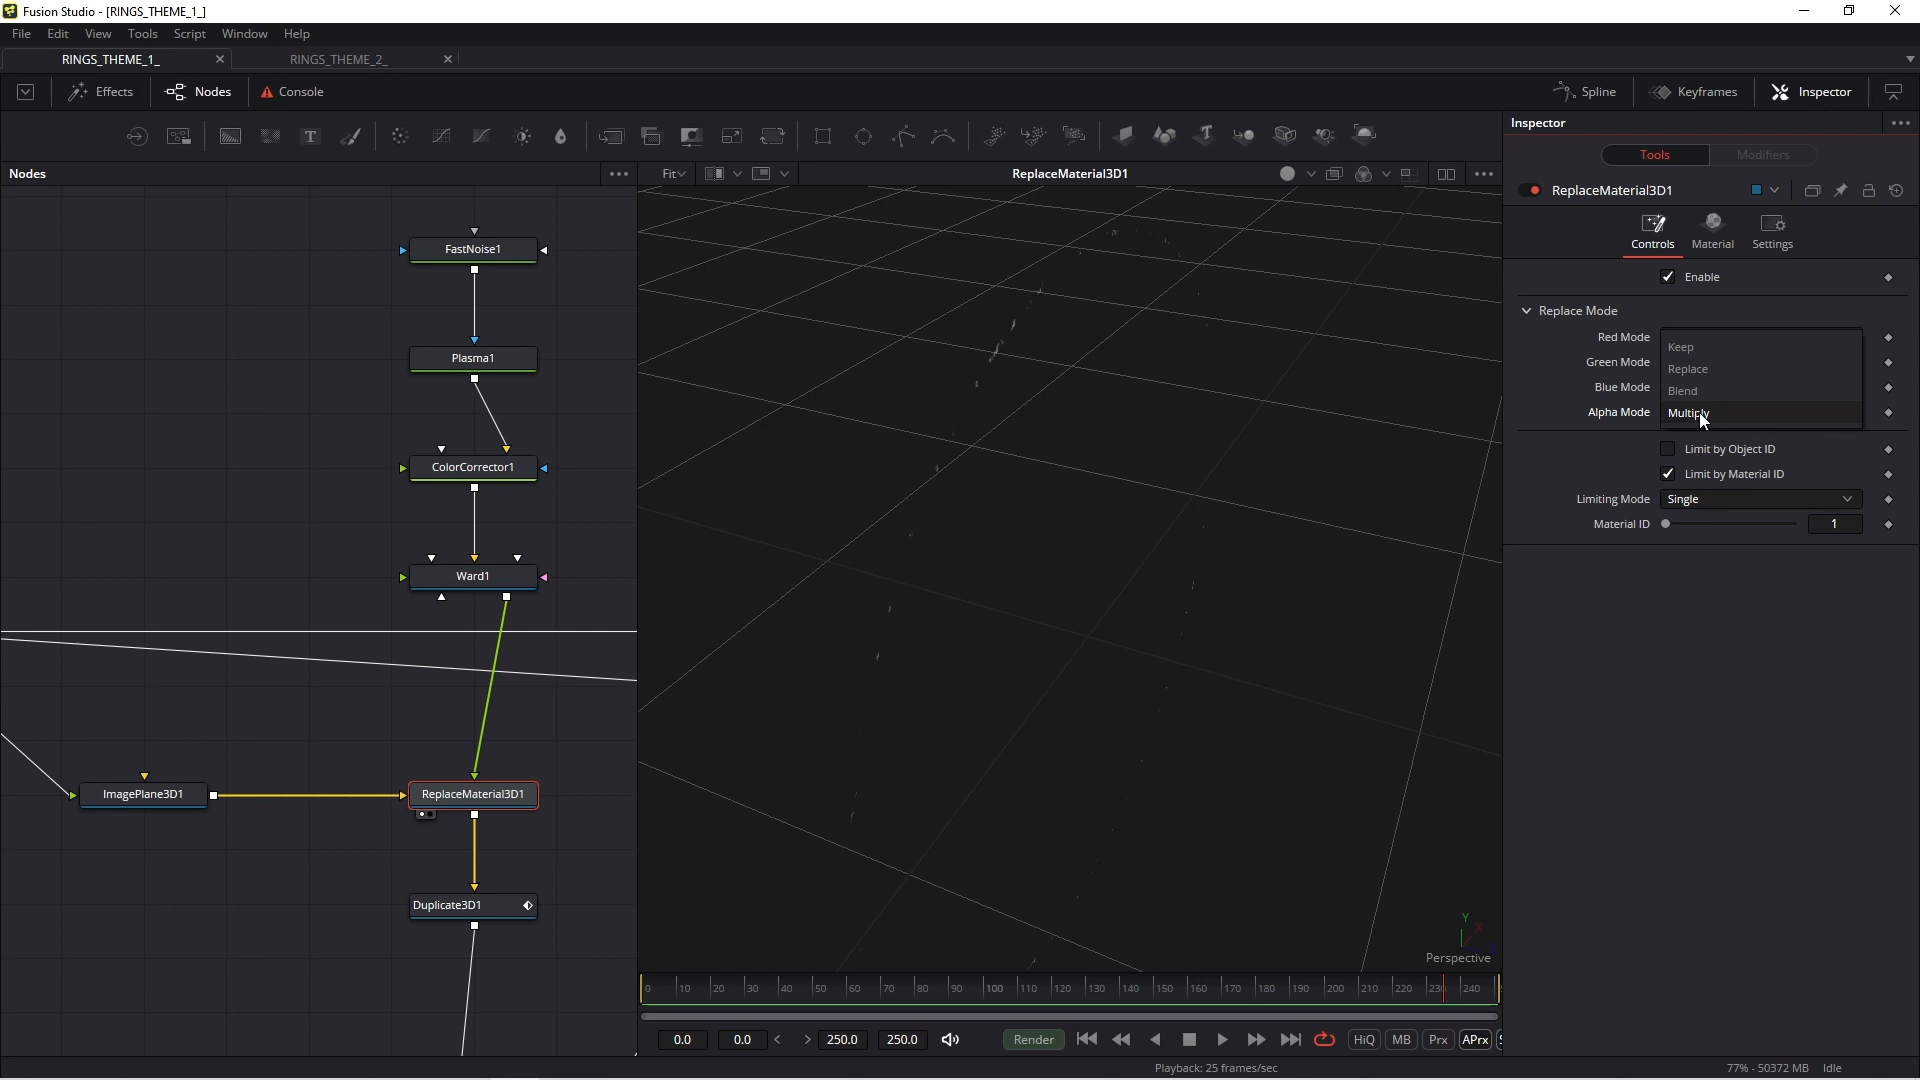 Fusion Studio - [RINGS_THEME_1_]
File Edit View Tools Script Window Help
RINGS_THEME_1_
RINGS_THEME_2_
Effects Nodes Console Spline Keyframes Inspector
Inspector
Tools Modifiers
Nodes
Fit
ReplaceMaterial3D1
ReplaceMaterial3D1
Controls Material Settings
Enable
Replace Mode
Red Mode
Green Mode
Blue Mode
Alpha Mode
Keep
Replace
Blend
Multiply
Limit by Object ID
Limit by Material ID
Limiting Mode Single
Material ID 1
FastNoise1
Plasma1
ColorCorrector1
Ward1
ImagePlane3D1
ReplaceMaterial3D1
Duplicate3D1
Y
X
Perspective
0 10 20 30 40 50 60 70 80 90 100 110 120 130 140 150 160 170 180 190 200 210 220 240
0.0 0.0 250.0 250.0 Render HiQ MB Prx APrx
Playback: 25 frames/sec
77% - 50372 MB Idle